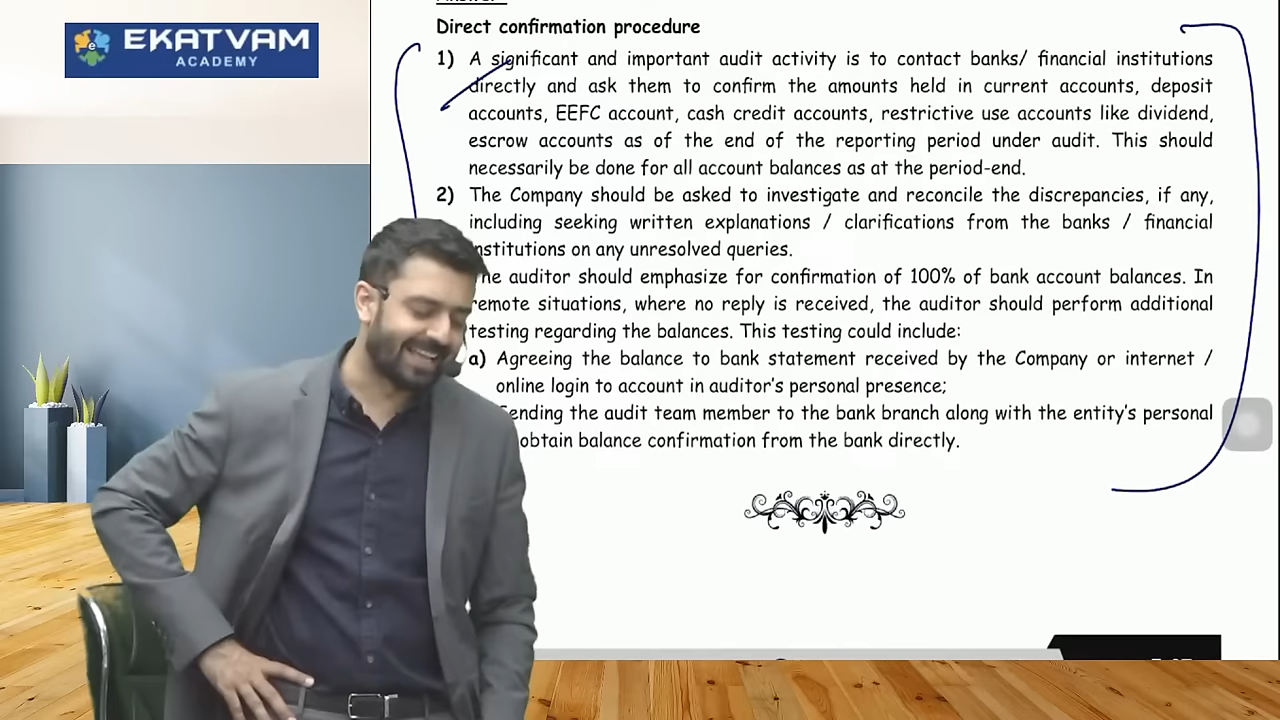 EKATVAM
ACADEMY
Direct confirmation procedure
1) A significant and important audit activity is to contact banks/ financial institutions
directly and ask them to confirm the amounts held in current accounts, deposit
accounts, EEFC account, cash credit accounts, restrictive use accounts like dividend,
escrow accounts as of the end of the reporting period under audit. This should
necessarily be done for all account balances as at the period-end.
2) The Company should be asked to investigate and reconcile the discrepancies, if any,
including seeking written explanations / clarifications from the banks / financial
institutions on any unresolved queries.
The auditor should emphasize for confirmation of 100% of bank account balances. In
remote situations, where no reply is received, the auditor should perform additional
testing regarding the balances. This testing could include:
a) Agreeing the balance to bank statement received by the Company or internet /
online login to account in auditor's personal presence;
Sending the audit team member to the bank branch along with the entity's personal
obtain balance confirmation from the bank directly.